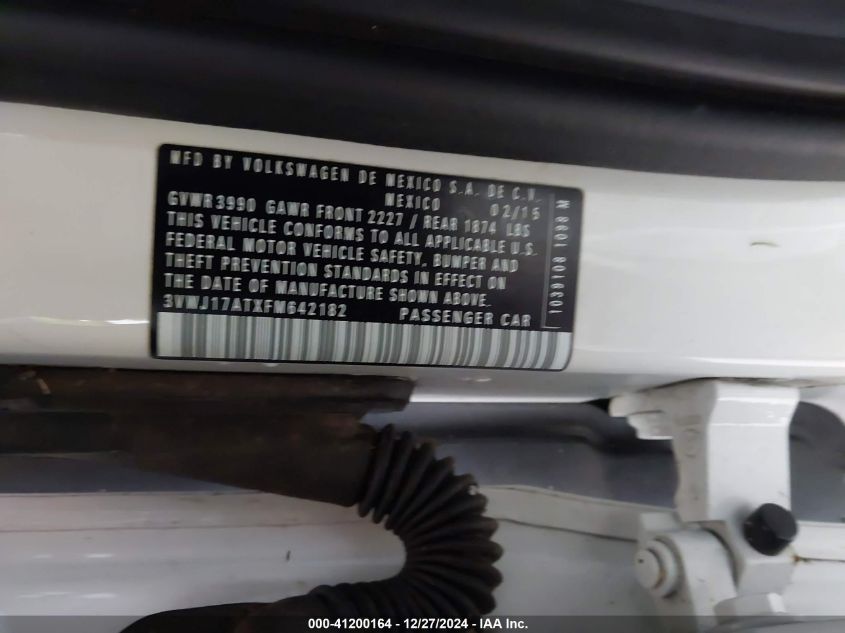 MFD BY VOLKSWAGEN DE MEXICO S.A. DE C.V.
MEXICO 02/15
GVWR 3990 GAWR FRONT 2227 / REAR 1874 LBS
THIS VEHICLE CONFORMS TO ALL APPLICABLE U.S.
FEDERAL MOTOR VEHICLE SAFETY, BUMPER AND
THEFT PREVENTION STANDARDS IN EFFECT ON
THE DATE OF MANUFACTURE SHOWN ABOVE.
3VWJ17ATXFM642182 PASSENGER CAR
000-41200164 - 12/27/2024 - IAA Inc.